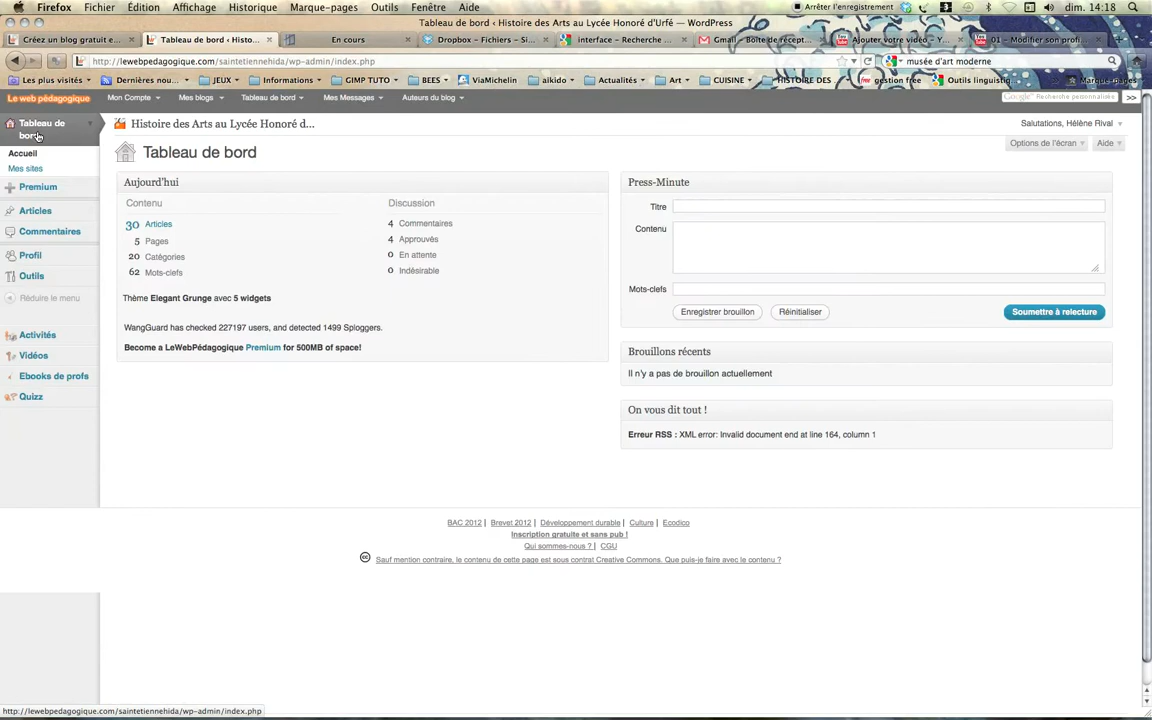 Firefox Fichier Édition Affichage Historique Marque-pages Outils Fenêtre Aide Arrêter l'enregistrement dim. 14:18
Tableau de bord ‹ Histoire des Arts au Lycée Honoré d'Urfé — WordPress
Créez un blog gratuit e... Tableau de bord ‹ Histo... En cours Dropbox – Fichiers – Si... interface – Recherche ... Gmail – Boîte de récept... Ajouter votre vidéo – Y... 01 – Modifier son profi...
http://lewebpedagogique.com/saintetiennehida/wp-admin/index.php musée d'art moderne
Les plus visités Dernières nou... JEUX Informations GIMP TUTO BEES ViaMichelin aikido Actualités Art CUISINE HISTOIRE DES gestion free Outils linguistiq... Marque-pages
Le web pédagogique Mon Compte Mes blogs Tableau de bord Mes Messages Auteurs du blog Google Recherche personnalisée >>
Tableau de bord
Histoire des Arts au Lycée Honoré d... Salutations, Hélène Rival
Options de l'écran Aide
Tableau de bord
Accueil
Mes sites
Premium
Articles
Commentaires
Profil
Outils
Réduire le menu
Activités
Vidéos
Ebooks de profs
Quizz
Aujourd'hui
Contenu Discussion
30 Articles 4 Commentaires
5 Pages 4 Approuvés
20 Catégories 0 En attente
62 Mots-clefs 0 Indésirable
Thème Elegant Grunge avec 5 widgets
WangGuard has checked 227197 users, and detected 1499 Sploggers.
Become a LeWebPédagogique Premium for 500MB of space!
Press-Minute
Titre
Contenu
Mots-clefs
Enregistrer brouillon Réinitialiser Soumettre à relecture
Brouillons récents
Il n'y a pas de brouillon actuellement
On vous dit tout !
Erreur RSS : XML error: Invalid document end at line 164, column 1
BAC 2012 | Brevet 2012 | Développement durable | Culture | Ecodico
Inscription gratuite et sans pub !
Qui sommes-nous ? | CGU
cc Sauf mention contraire, le contenu de cette page est sous contrat Creative Commons. Que puis-je faire avec le contenu ?
http://lewebpedagogique.com/saintetiennehida/wp-admin/index.php